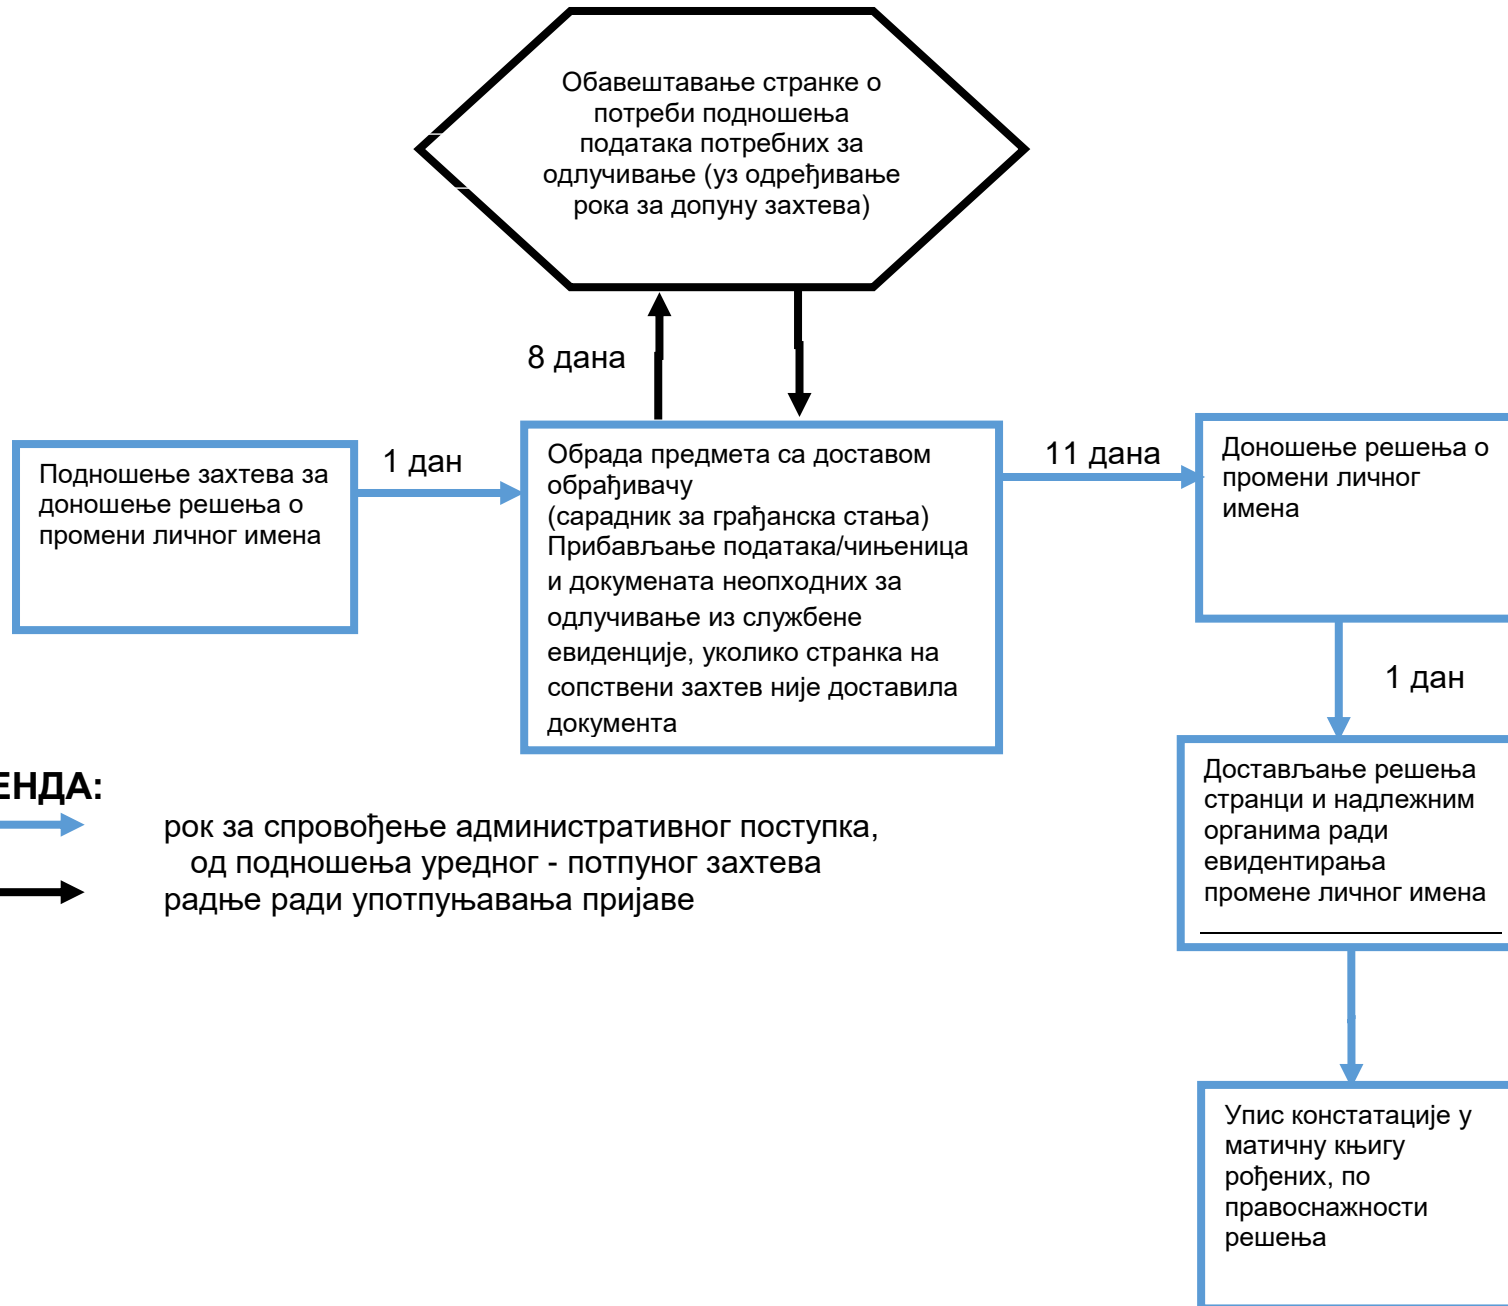 Обавештавање странке о
потреби подношења
података потребних за
одлучивање (уз одређивање
рока за допуну захтева)
8 дана
Подношење захтева за
доношење решења о
промени личног имена
1 дан
Обрада предмета са доставом
обрађивачу
(сарадник за грађанска стања)
Прибављање података/чињеница
и докумената неопходних за
одлучивање из службене
евиденције, уколико странка на
сопствени захтев није доставила
документа
11 дана
Доношење решења о
промени личног
имена
1 дан
Достављање решења
странци и надлежним
органима ради
евидентирања
промене личног имена
ЕНДА:
рок за спровођење административног поступка,
од подношења уредног - потпуног захтева
радње ради употпуњавања пријаве
Упис констатације у
матичну књигу
рођених, по
правоснажности
решења